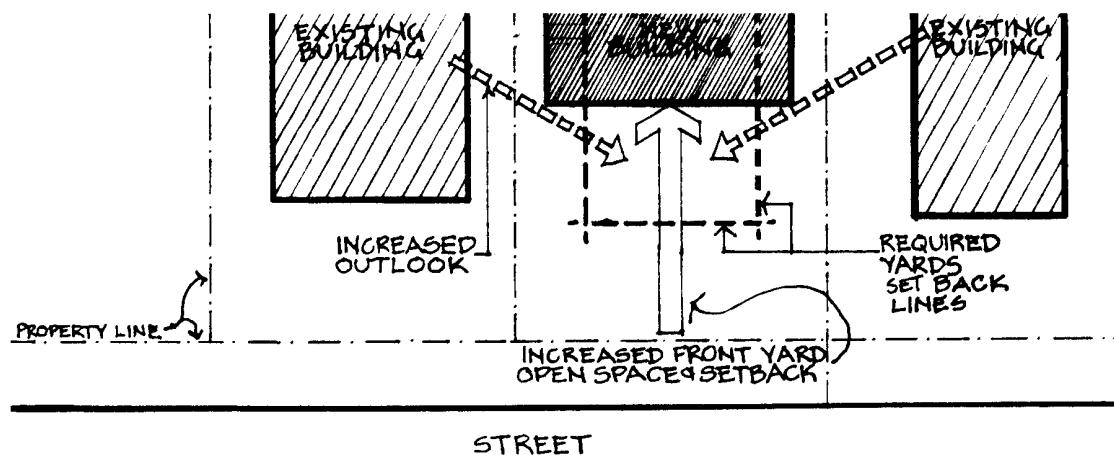 EXISTING
BUILDING
NEW
BUILDING
EXISTING
BUILDING
INCREASED
OUTLOOK
REQUIRED
YARDS
SET BACK
LINES
PROPERTY LINE
INCREASED FRONT YARD
OPEN SPACE & SETBACK
STREET